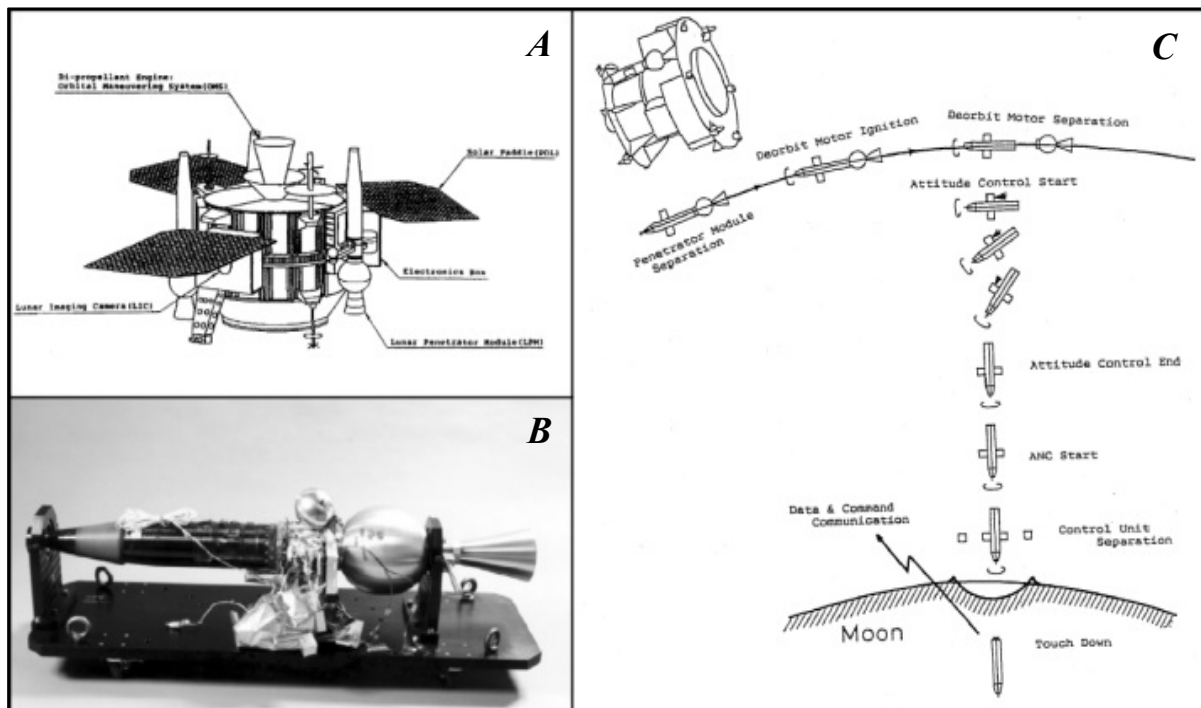 A
Bi-propellant Engine:
Orbital Maneuvering System(OMS)
Solar Paddle(SOL)
Electronics Box
Lunar Imaging Camera(LIC)
Lunar Penetrator Module(LPM)
B
C
Deorbit Motor Separation
Deorbit Motor Ignition
Attitude Control Start
Penetrator Module
Separation
Attitude Control End
ANC Start
Data & Command
Communication
Control Unit
Separation
Moon
Touch Down